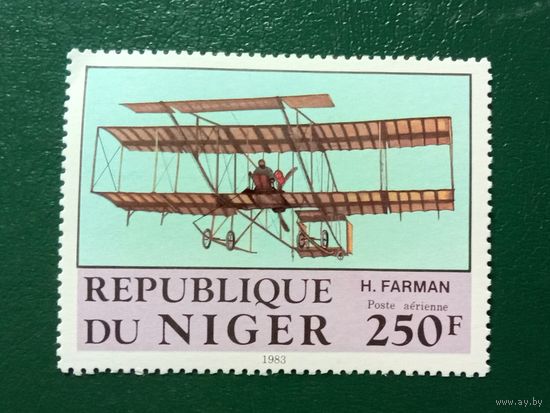 H. FARMAN
Poste aérienne
REPUBLIQUE
DU NIGER
250F
1983
www.ay.by